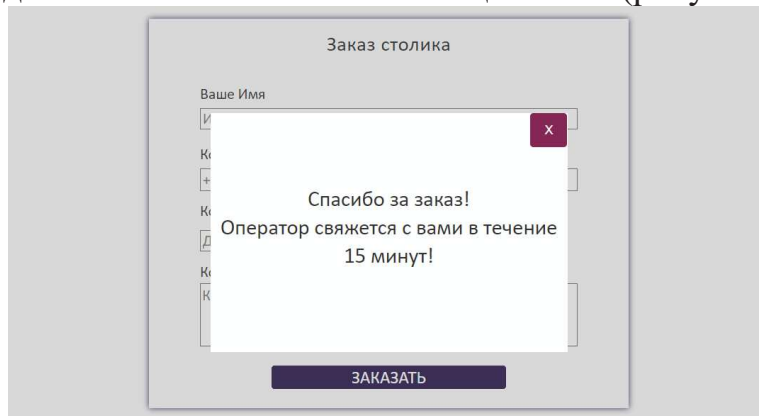 Заказ столика
Ваше Имя
x
Спасибо за заказ!
Оператор свяжется с вами в течение
15 минут!
ЗАКАЗАТЬ